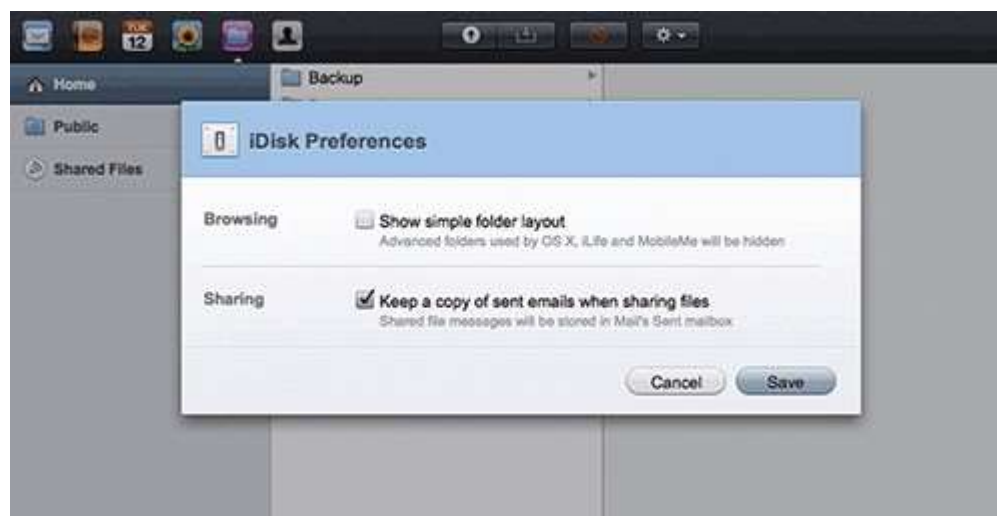 TUE
12
Home
Backup
Public
Shared Files
iDisk Preferences
Browsing
Show simple folder layout
Advanced folders used by OS X, iLife and MobileMe will be hidden
Sharing
Keep a copy of sent emails when sharing files
Shared file messages will be stored in Mail's Sent mailbox
Cancel
Save